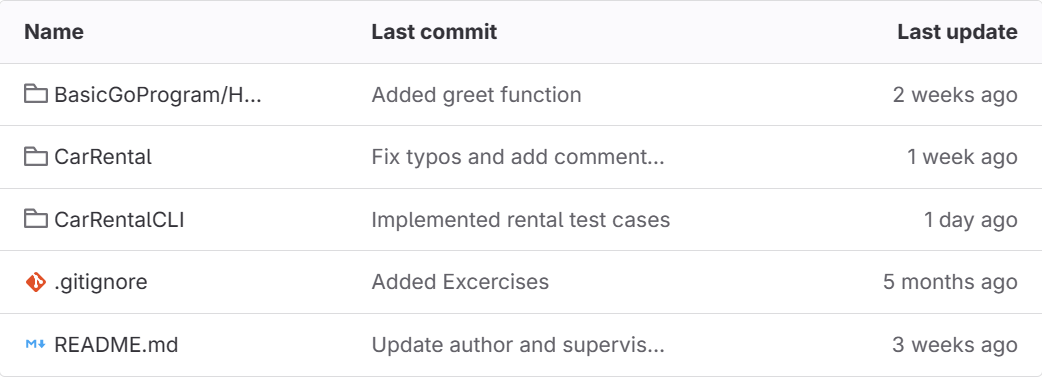 Name Last commit Last update
BasicGoProgram/H... Added greet function 2 weeks ago
CarRental Fix typos and add comment... 1 week ago
CarRentalCLI Implemented rental test cases 1 day ago
.gitignore Added Excercises 5 months ago
M↓ README.md Update author and supervis... 3 weeks ago